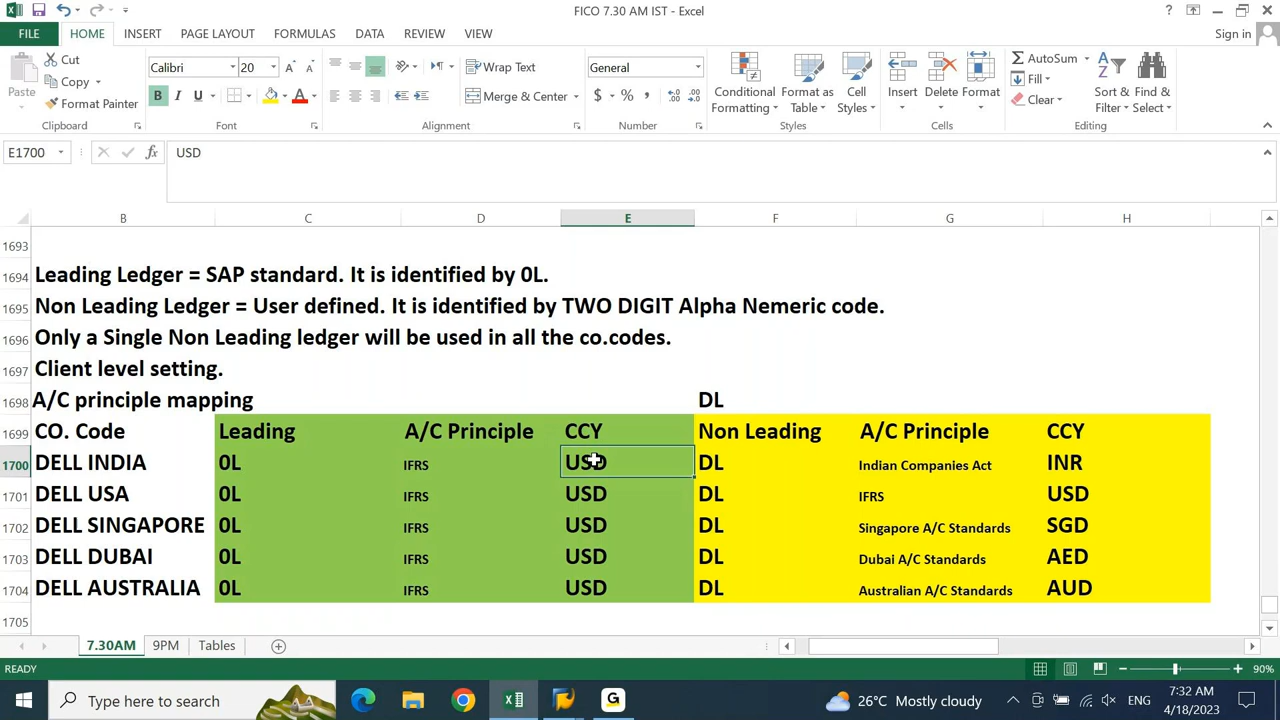 FICO 7.30 AM IST - Excel
?
FILE HOME INSERT PAGE LAYOUT FORMULAS DATA REVIEW VIEW Sign in
Paste Cut Copy Format Painter
Clipboard
Calibri 20
B I U A
Font
Wrap Text
Merge & Center
Alignment
General
$ % ,
Number
Conditional Formatting Format as Table Cell Styles
Styles
Insert Delete Format
Cells
AutoSum Fill Clear Sort & Filter Find & Select
Editing
E1700 fx USD
B C D E F G H
1693
1694 Leading Ledger = SAP standard. It is identified by 0L.
1695 Non Leading Ledger = User defined. It is identified by TWO DIGIT Alpha Nemeric code.
1696 Only a Single Non Leading ledger will be used in all the co.codes.
1697 Client level setting.
1698 A/C principle mapping DL
1699 CO. Code Leading A/C Principle CCY Non Leading A/C Principle CCY
1700 DELL INDIA 0L IFRS USD DL Indian Companies Act INR
1701 DELL USA 0L IFRS USD DL IFRS USD
1702 DELL SINGAPORE 0L IFRS USD DL Singapore A/C Standards SGD
1703 DELL DUBAI 0L IFRS USD DL Dubai A/C Standards AED
1704 DELL AUSTRALIA 0L IFRS USD DL Australian A/C Standards AUD
1705
7.30AM 9PM Tables
READY 90%
Type here to search 26°C Mostly cloudy ENG 7:32 AM
4/18/2023